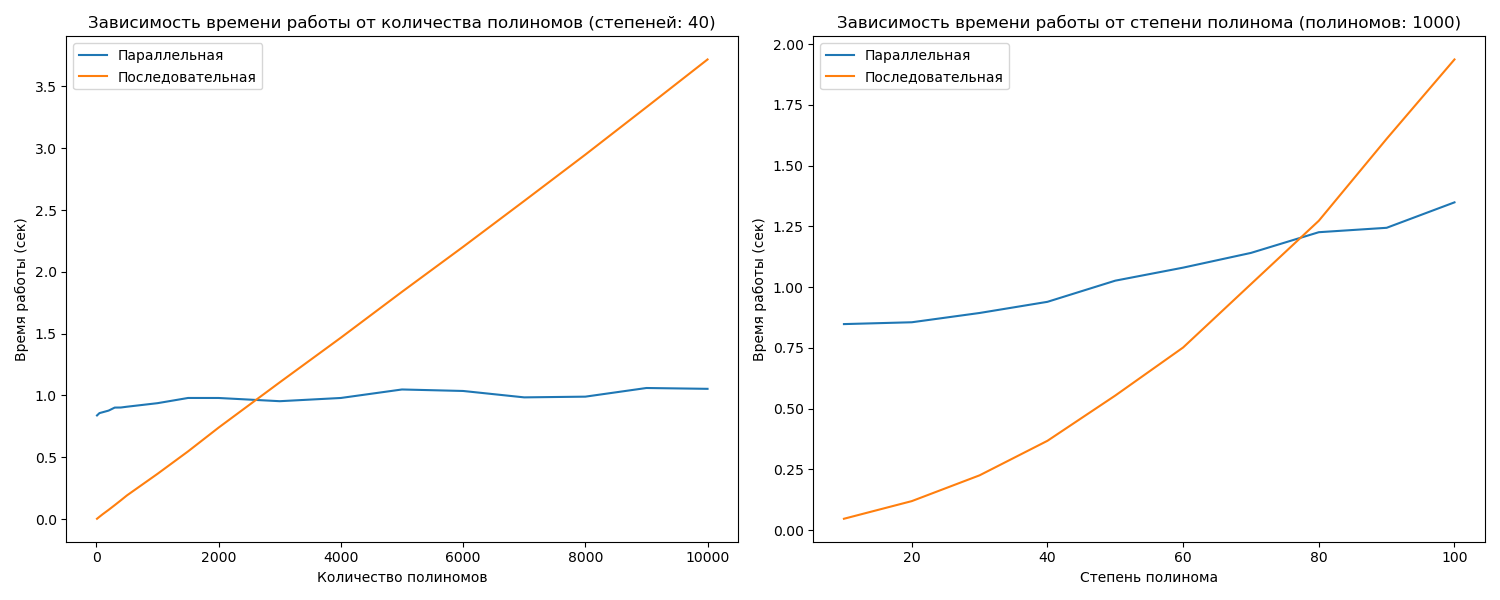 Зависимость времени работы от количества полиномов (степеней: 40)
Параллельная
Последовательная
3.5
3.0
2.5
2.0
1.5
1.0
0.5
0.0
Время работы (сек)
0 2000 4000 6000 8000 10000
Количество полиномов
Зависимость времени работы от степени полинома (полиномов: 1000)
Параллельная
Последовательная
2.00
1.75
1.50
1.25
1.00
0.75
0.50
0.25
0.00
Время работы (сек)
20 40 60 80 100
Степень полинома